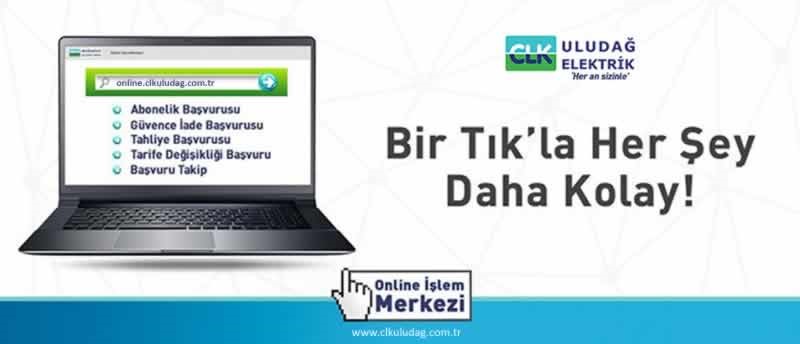 online.clkuludag.com.tr
Abonelik Başvurusu
Güvence İade Başvurusu
Tahliye Başvurusu
Tarife Değişikliği Başvuru
Başvuru Takip
CLK ULUDAĞ
ELEKTRİK
'Her an sizinle'
Bir Tık'la Her Şey
Daha Kolay!
Online İşlem
Merkezi
www.clkuludag.com.tr